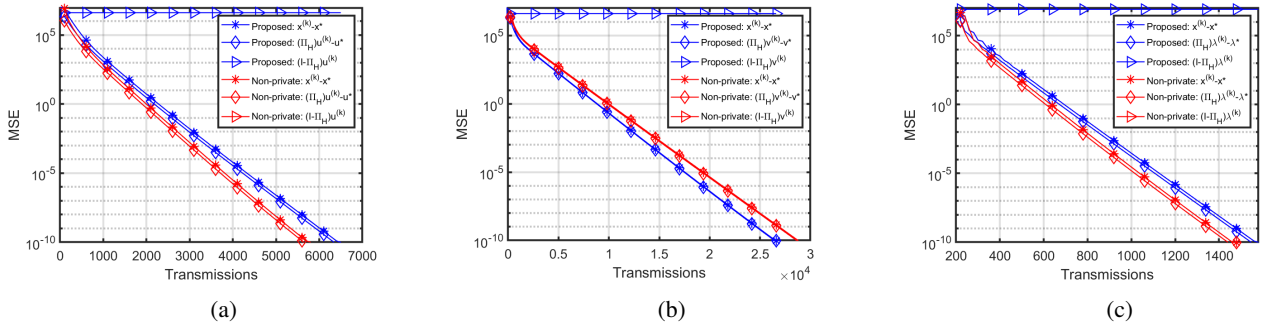 10^5
10^0
10^-5
10^-10
MSE
0 1000 2000 3000 4000 5000 6000 7000
Transmissions
Proposed: x^(k)-x*
Proposed: (Π_H)u^(k)-u*
Proposed: (I-Π_H)u^(k)
Non-private: x^(k)-x*
Non-private: (Π_H)u^(k)-u*
Non-private: (I-Π_H)u^(k)
(a)
10^5
10^0
10^-5
10^-10
MSE
0 0.5 1 1.5 2 2.5 3
Transmissions
×10^4
Proposed: x^(k)-x*
Proposed: (Π_H)v^(k)-v*
Proposed: (I-Π_H)v^(k)
Non-private: x^(k)-x*
Non-private: (Π_H)v^(k)-v*
Non-private: (I-Π_H)v^(k)
(b)
10^5
10^0
10^-5
10^-10
MSE
200 400 600 800 1000 1200 1400
Transmissions
Proposed: x^(k)-x*
Proposed: (Π_H)λ^(k)-λ*
Proposed: (I-Π_H)λ^(k)
Non-private: x^(k)-x*
Non-private: (Π_H)λ^(k)-λ*
Non-private: (I-Π_H)λ^(k)
(c)